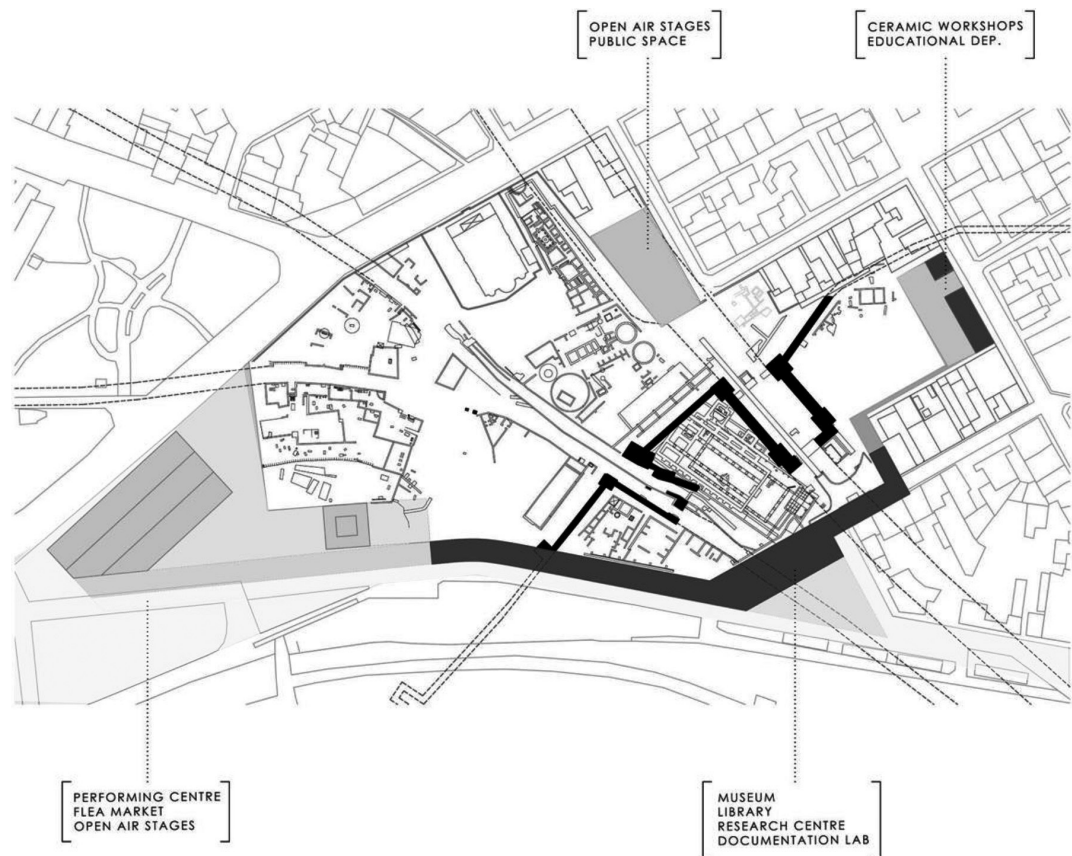 OPEN AIR STAGES
PUBLIC SPACE
CERAMIC WORKSHOPS
EDUCATIONAL DEP.
PERFORMING CENTRE
FLEA MARKET
OPEN AIR STAGES
MUSEUM
LIBRARY
RESEARCH CENTRE
DOCUMENTATION LAB